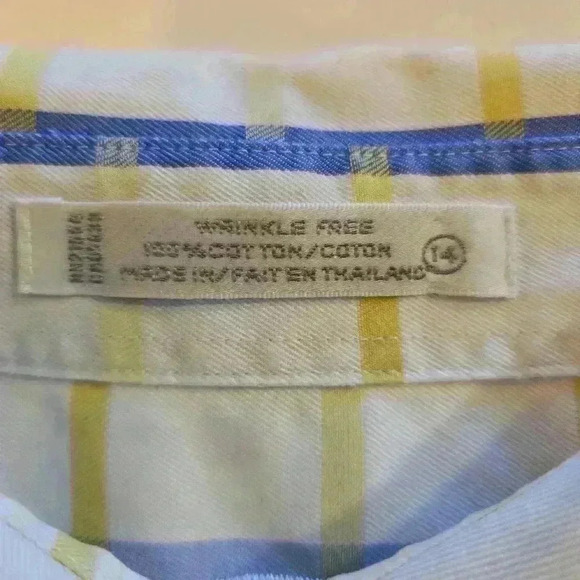 WRINKLE FREE
100% COTTON/COTON
MADE IN/FAIT EN THAILAND
14